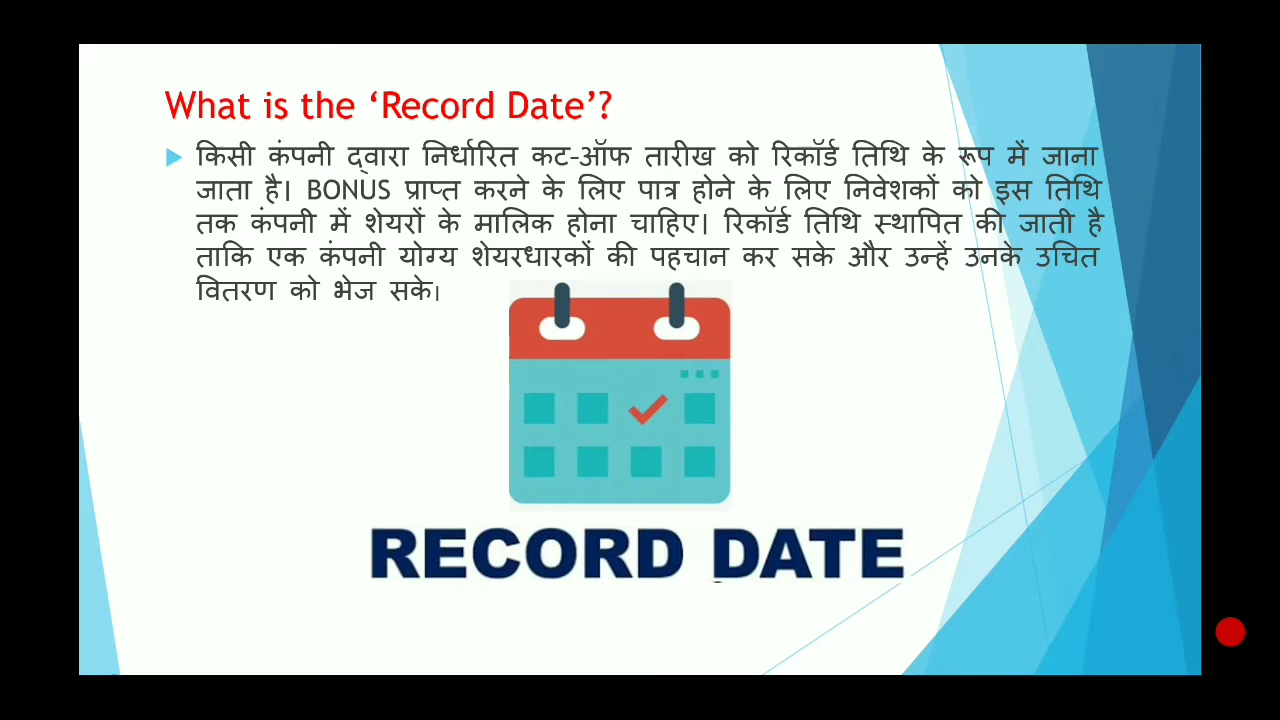 What is the ‘Record Date’?
किसी कंपनी द्वारा निर्धारित कट-ऑफ तारीख को रिकॉर्ड तिथि के रूप में जाना
जाता है। BONUS प्राप्त करने के लिए पात्र होने के लिए निवेशकों को इस तिथि
तक कंपनी में शेयरों के मालिक होना चाहिए। रिकॉर्ड तिथि स्थापित की जाती है
ताकि एक कंपनी योग्य शेयरधारकों की पहचान कर सके और उन्हें उनके उचित
वितरण को भेज सके।
RECORD DATE